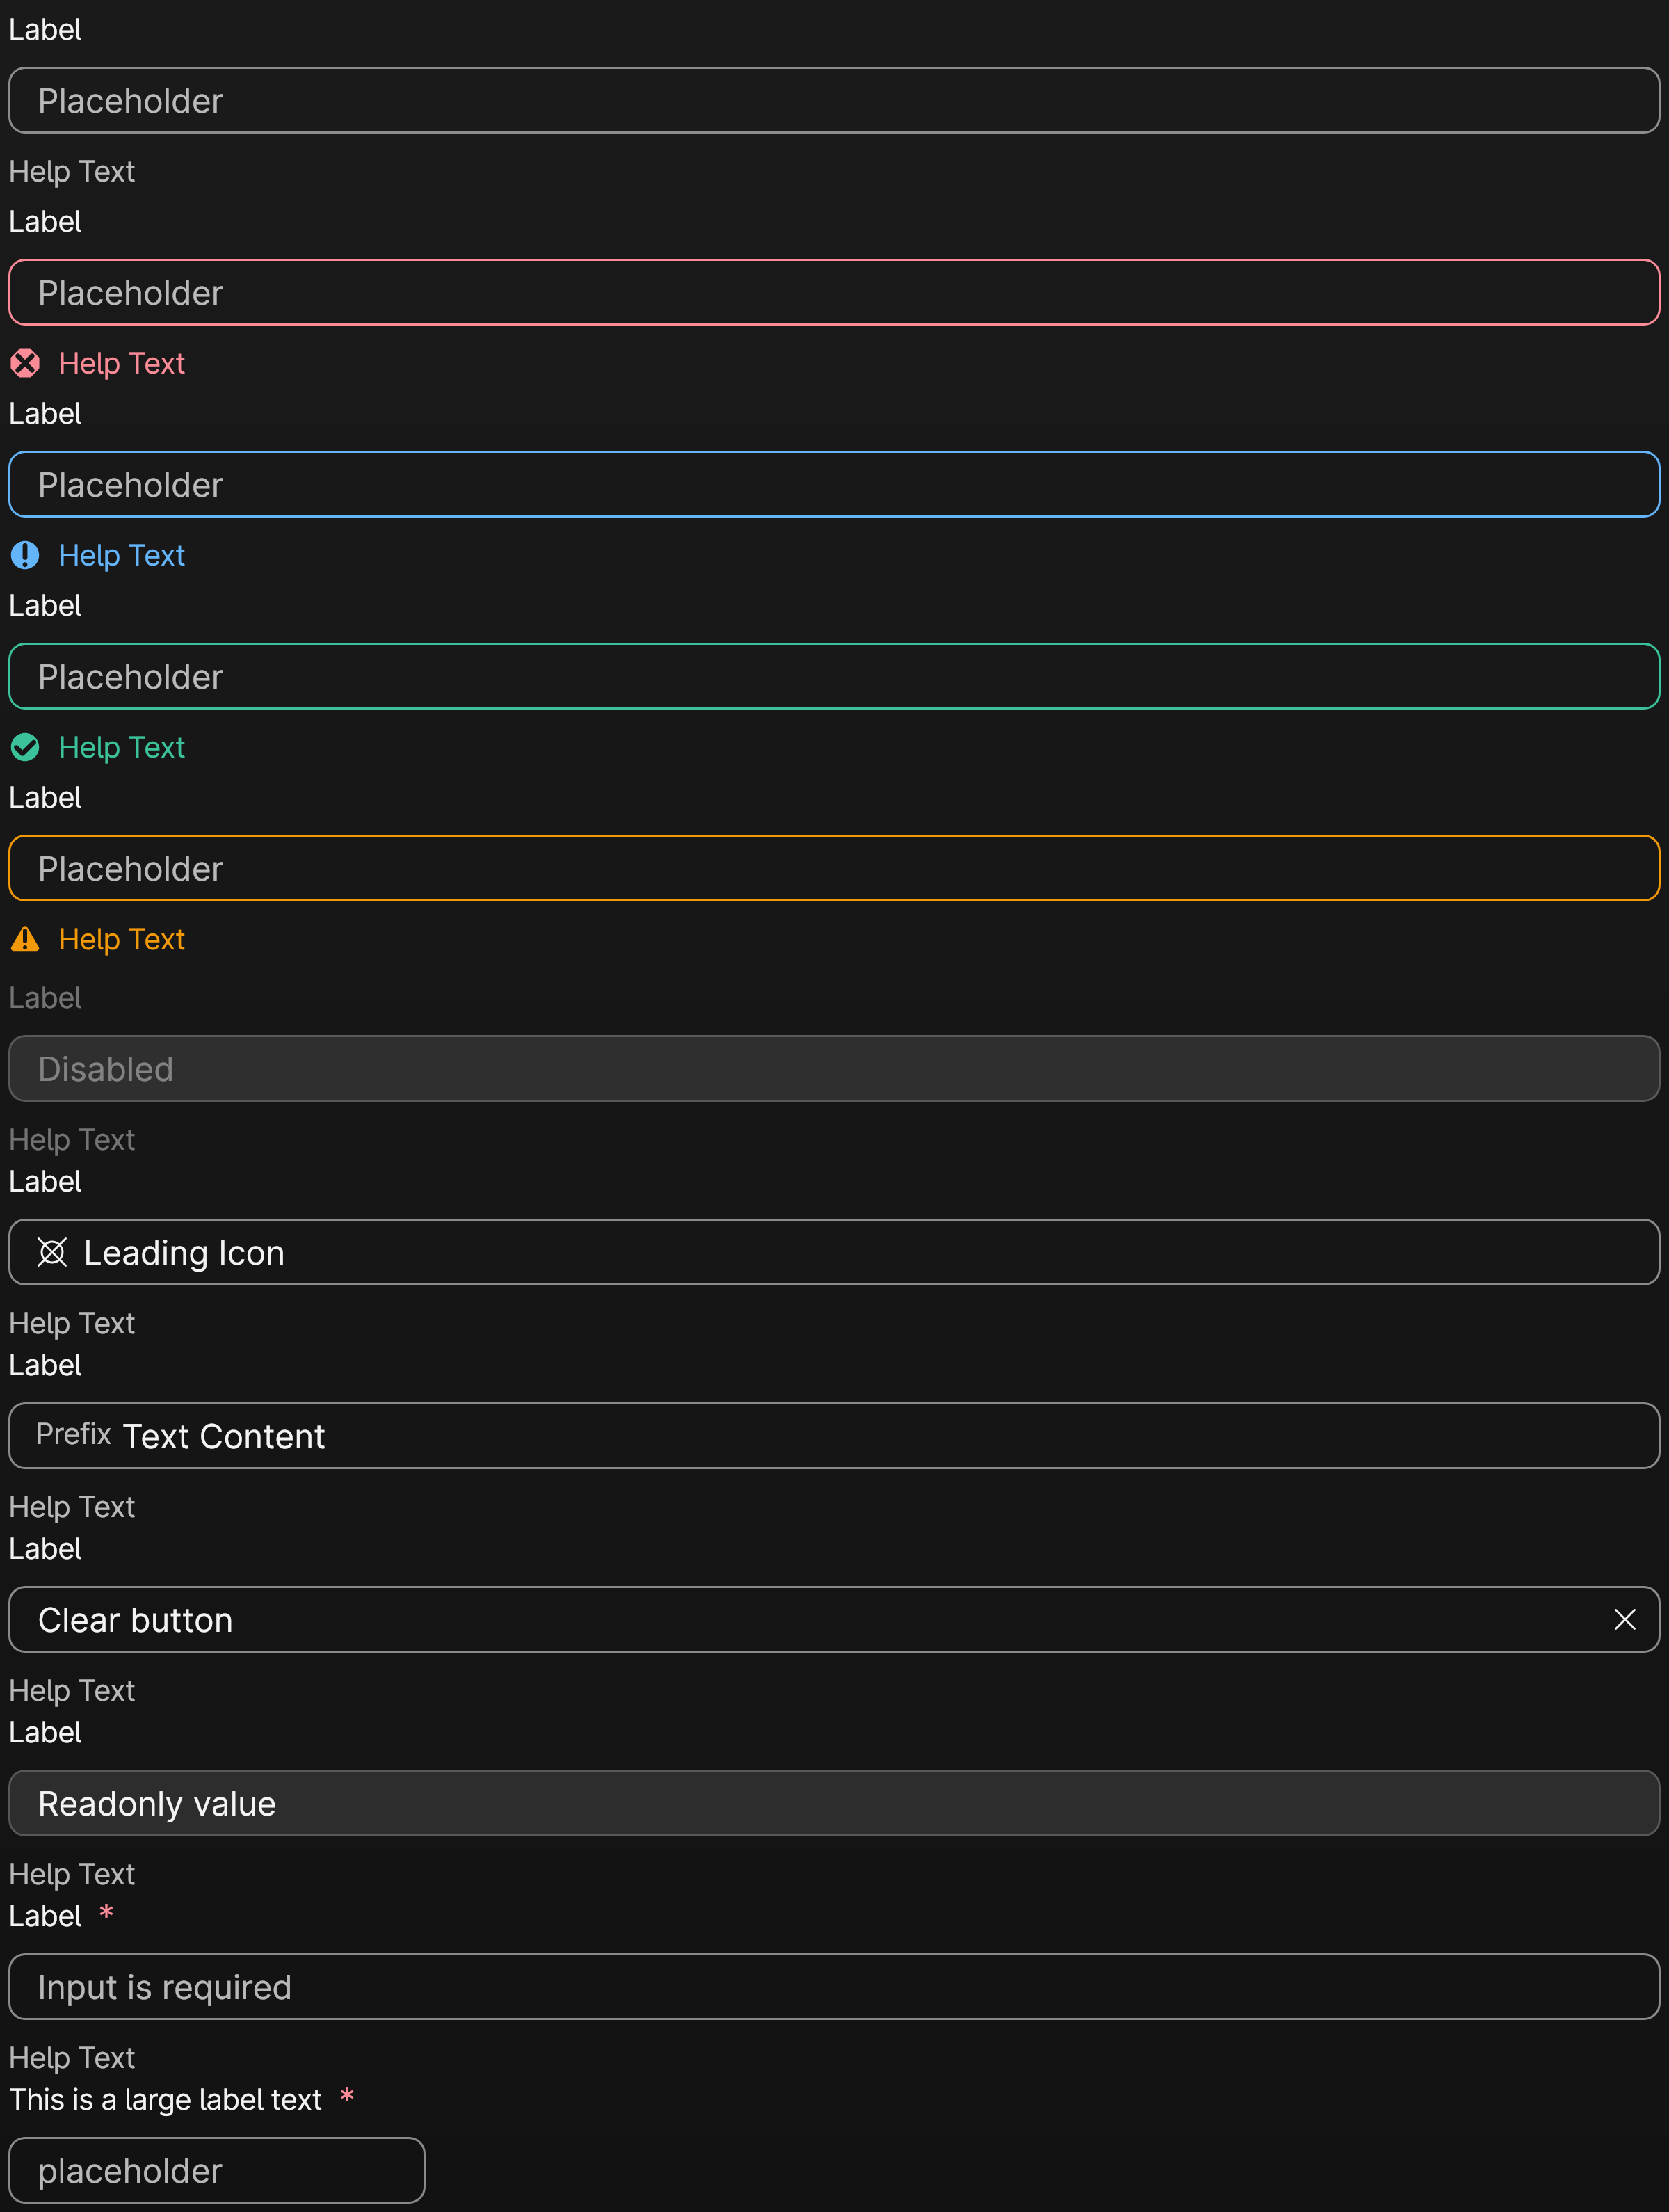 Label
Placeholder
Help Text
Label
Placeholder
Help Text
Label
Placeholder
Help Text
Label
Placeholder
Help Text
Label
Placeholder
Help Text
Label
Disabled
Help Text
Label
Leading Icon
Help Text
Label
Prefix Text Content
Help Text
Label
Clear button
Help Text
Label
Readonly value
Help Text
Label *
Input is required
Help Text
This is a large label text *
placeholder